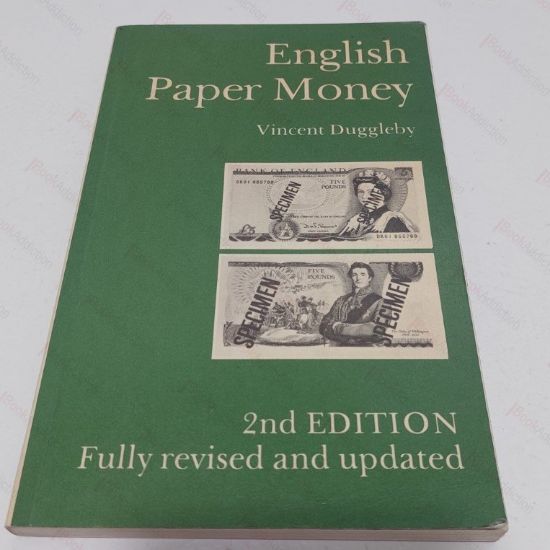 English
Paper Money
Vincent Duggleby
BANK OF ENGLAND
FIVE
POUNDS
SPECIMEN
SPECIMEN
FIVE
POUNDS
SPECIMEN
SPECIMEN
2nd EDITION
Fully revised and updated
BookAddiction